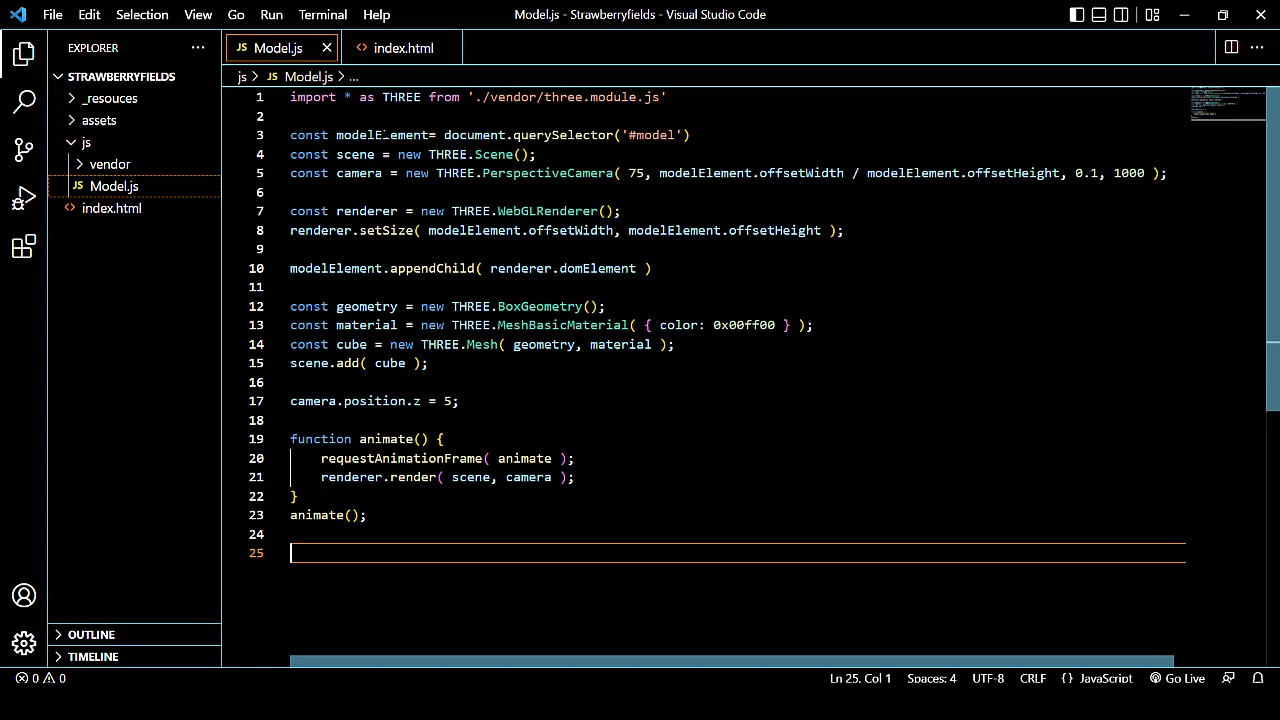 File Edit Selection View Go Run Terminal Help Model.js - Strawberryfields - Visual Studio Code
EXPLORER ···
STRAWBERRYFIELDS
_resouces
assets
js
vendor
JS Model.js
<> index.html
OUTLINE
TIMELINE
JS Model.js × <> index.html ···
js > JS Model.js > ...
1 import * as THREE from './vendor/three.module.js'
2
3 const modelElement= document.querySelector('#model')
4 const scene = new THREE.Scene();
5 const camera = new THREE.PerspectiveCamera( 75, modelElement.offsetWidth / modelElement.offsetHeight, 0.1, 1000 );
6
7 const renderer = new THREE.WebGLRenderer();
8 renderer.setSize( modelElement.offsetWidth, modelElement.offsetHeight );
9
10 modelElement.appendChild( renderer.domElement )
11
12 const geometry = new THREE.BoxGeometry();
13 const material = new THREE.MeshBasicMaterial( { color: 0x00ff00 } );
14 const cube = new THREE.Mesh( geometry, material );
15 scene.add( cube );
16
17 camera.position.z = 5;
18
19 function animate() {
20 requestAnimationFrame( animate );
21 renderer.render( scene, camera );
22 }
23 animate();
24
25
0 0 Ln 25, Col 1 Spaces: 4 UTF-8 CRLF {} JavaScript Go Live